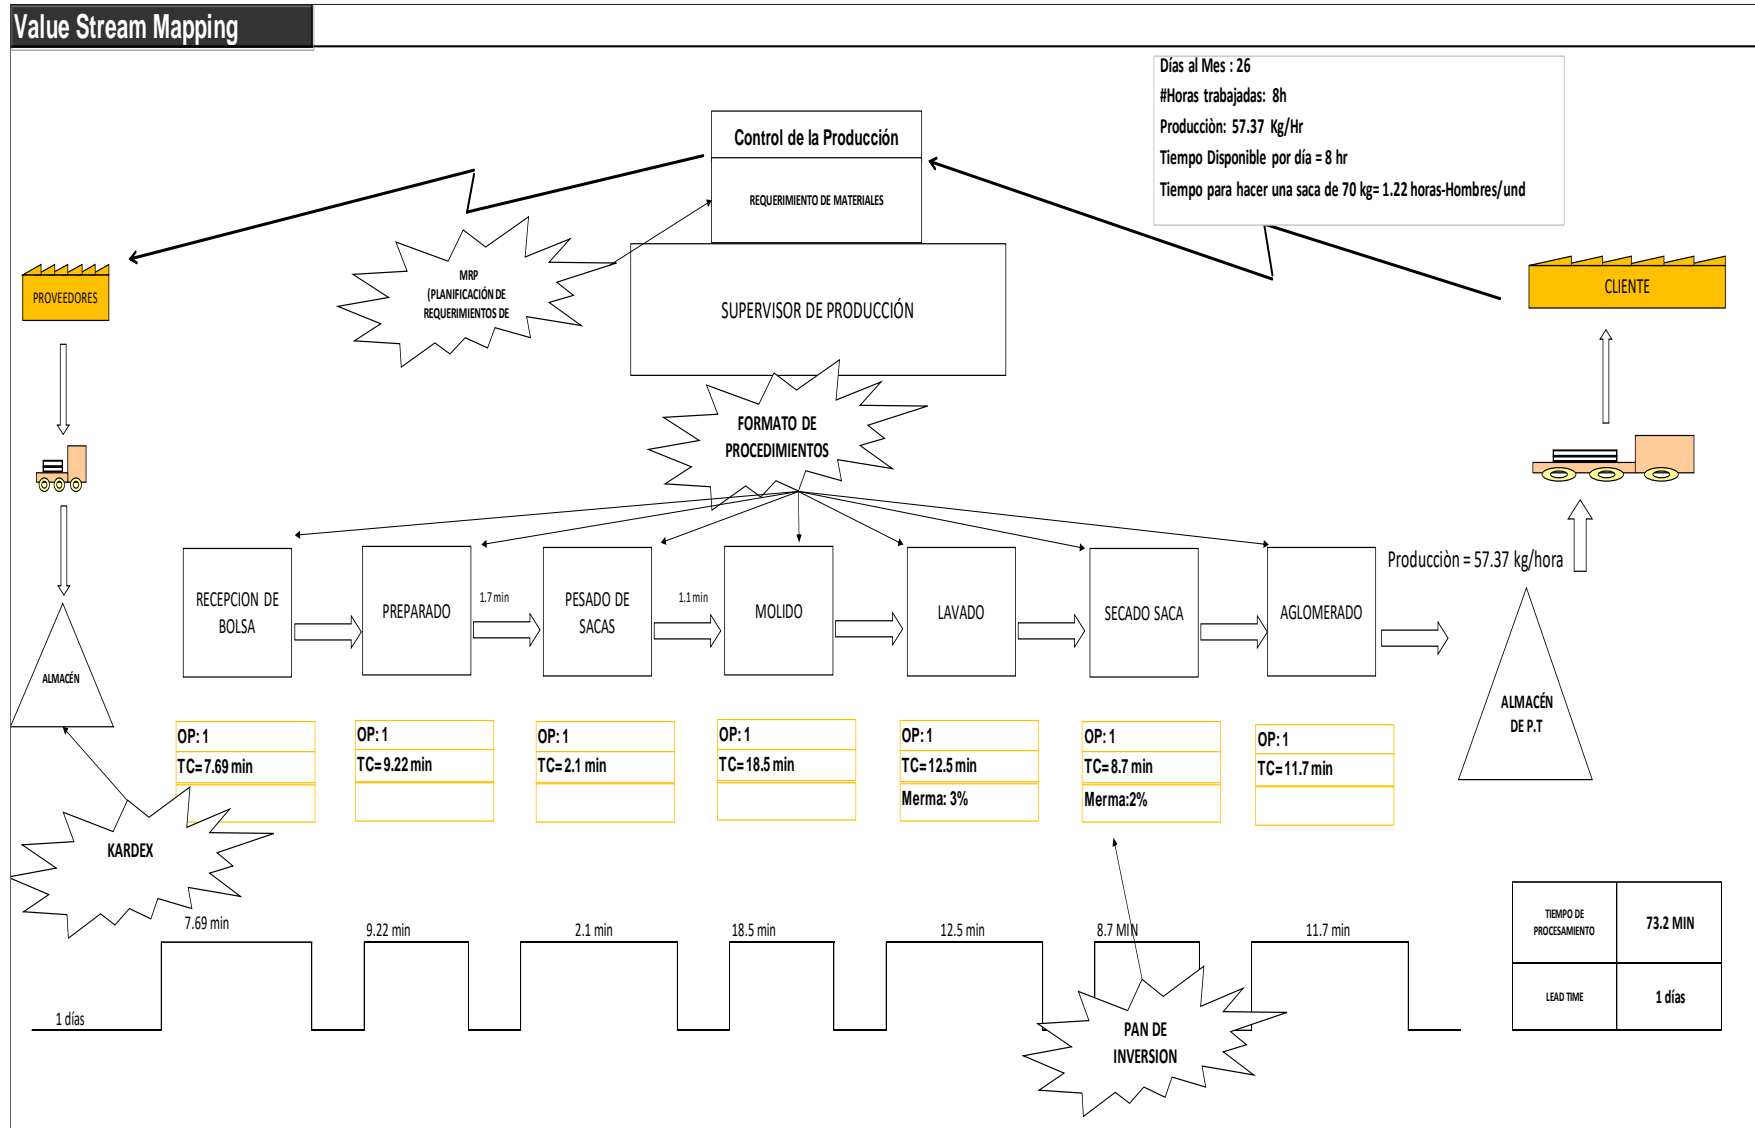 Value Stream Mapping
Días al Mes : 26
#Horas trabajadas: 8h
Producciòn: 57.37 Kg/Hr
Tiempo Disponible por día = 8 hr
Tiempo para hacer una saca de 70 kg= 1.22 horas-Hombres/und
Control de la Producción
REQUERIMIENTO DE MATERIALES
MRP
(PLANIFICACIÓN DE
REQUERIMIENTOS DE
SUPERVISOR DE PRODUCCIÓN
PROVEEDORES
CLIENTE
FORMATO DE
PROCEDIMIENTOS
Producciòn = 57.37 kg/hora
RECEPCION DE
BOLSA
PREPARADO
1.7 min
PESADO DE
SACAS
1.1 min
MOLIDO
LAVADO
SECADO SACA
AGLOMERADO
ALMACÉN
ALMACÉN
DE P.T
OP: 1
TC= 7.69 min
OP: 1
TC= 9.22 min
OP: 1
TC= 2.1 min
OP: 1
TC= 18.5 min
OP: 1
TC= 12.5 min
Merma: 3%
OP: 1
TC= 8.7 min
Merma:2%
OP: 1
TC= 11.7 min
KARDEX
7.69 min
9.22 min
2.1 min
18.5 min
12.5 min
8.7 MIN
11.7 min
1 días
PAN DE
INVERSION
TIEMPO DE
PROCESAMIENTO
73.2 MIN
LEAD TIME
1 días